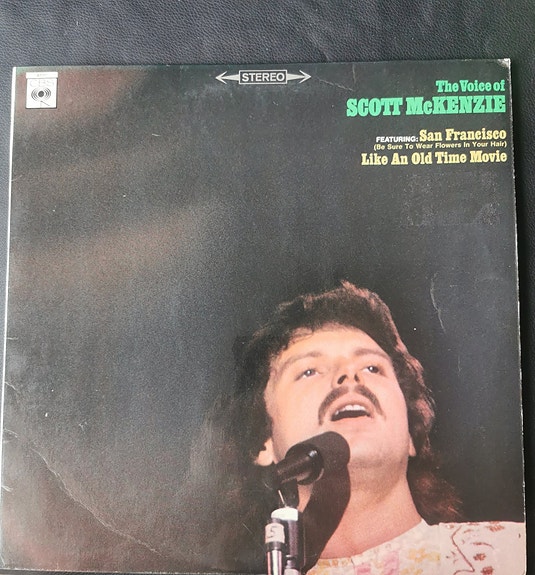 STEREO
The Voice of
SCOTT McKENZIE
FEATURING: San Francisco
(Be Sure To Wear Flowers In Your Hair)
Like An Old Time Movie